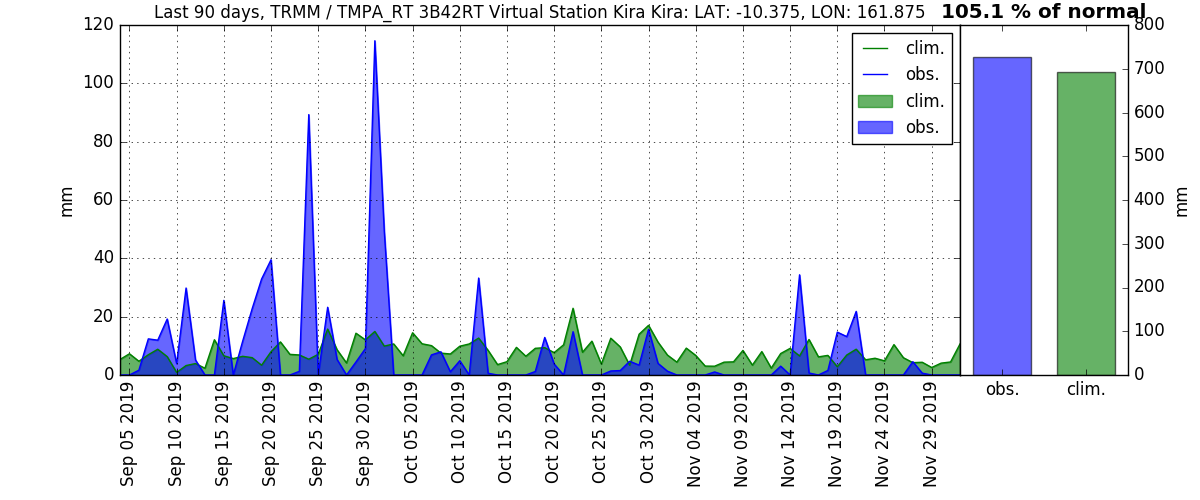 Last 90 days, TRMM / TMPA_RT 3B42RT Virtual Station Kira Kira: LAT: -10.375, LON: 161.875 105.1 % of normal
120
100
80
60
40
20
0
mm
clim.
obs.
clim.
obs.
800
700
600
500
400
300
200
100
0
mm
Sep 05 2019
Sep 10 2019
Sep 15 2019
Sep 20 2019
Sep 25 2019
Sep 30 2019
Oct 05 2019
Oct 10 2019
Oct 15 2019
Oct 20 2019
Oct 25 2019
Oct 30 2019
Nov 04 2019
Nov 09 2019
Nov 14 2019
Nov 19 2019
Nov 24 2019
Nov 29 2019
obs.
clim.